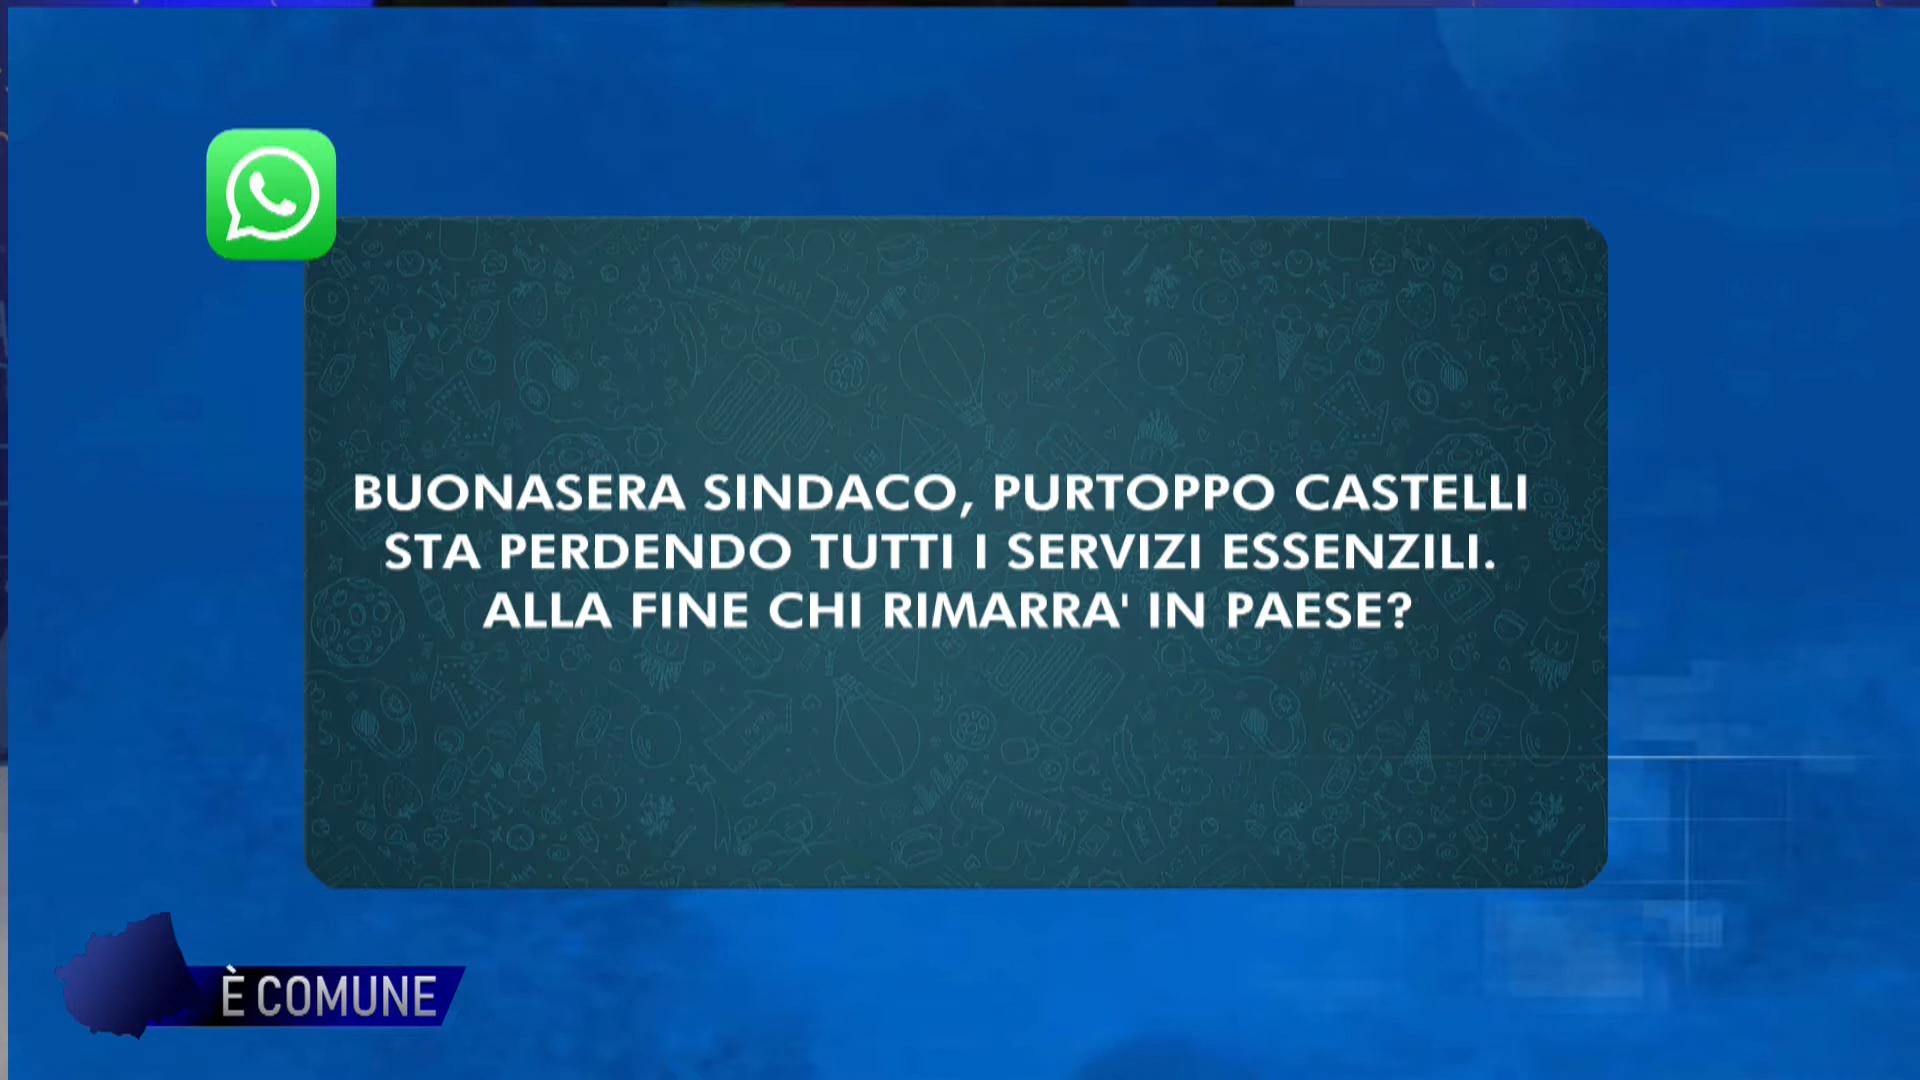 BUONASERA SINDACO, PURTOPPO CASTELLI
STA PERDENDO TUTTI I SERVIZI ESSENZILI.
ALLA FINE CHI RIMARRA' IN PAESE?
È COMUNE